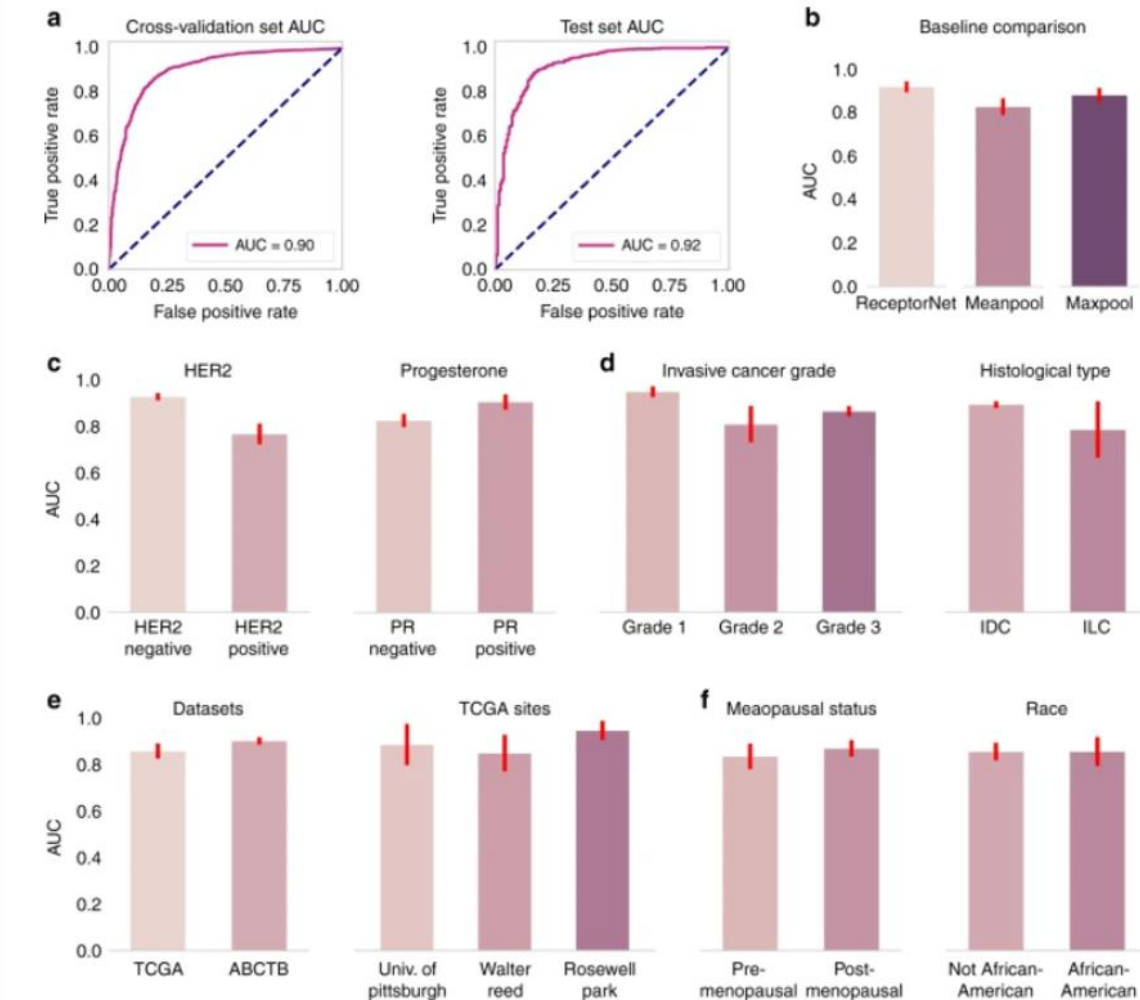 a
Cross-validation set AUC
1.0
0.8
0.6
0.4
0.2
0.0
True positive rate
AUC = 0.90
0.00 0.25 0.50 0.75 1.00
False positive rate
Test set AUC
1.0
0.8
0.6
0.4
0.2
0.0
True positive rate
AUC = 0.92
0.00 0.25 0.50 0.75 1.00
False positive rate
b
Baseline comparison
1.0
0.8
0.6
0.4
0.2
0.0
AUC
ReceptorNet Meanpool Maxpool
c
HER2
1.0
0.8
0.6
0.4
0.2
0.0
AUC
HER2
negative
HER2
positive
Progesterone
PR
negative
PR
positive
d
Invasive cancer grade
Grade 1 Grade 2 Grade 3
Histological type
IDC ILC
e
Datasets
1.0
0.8
0.6
0.4
0.2
0.0
AUC
TCGA ABCTB
TCGA sites
Univ. of
pittsburgh
Walter
reed
Rosewell
park
f
Meaopausal status
Pre-
menopausal
Post-
menopausal
Race
Not African-
American
African-
American